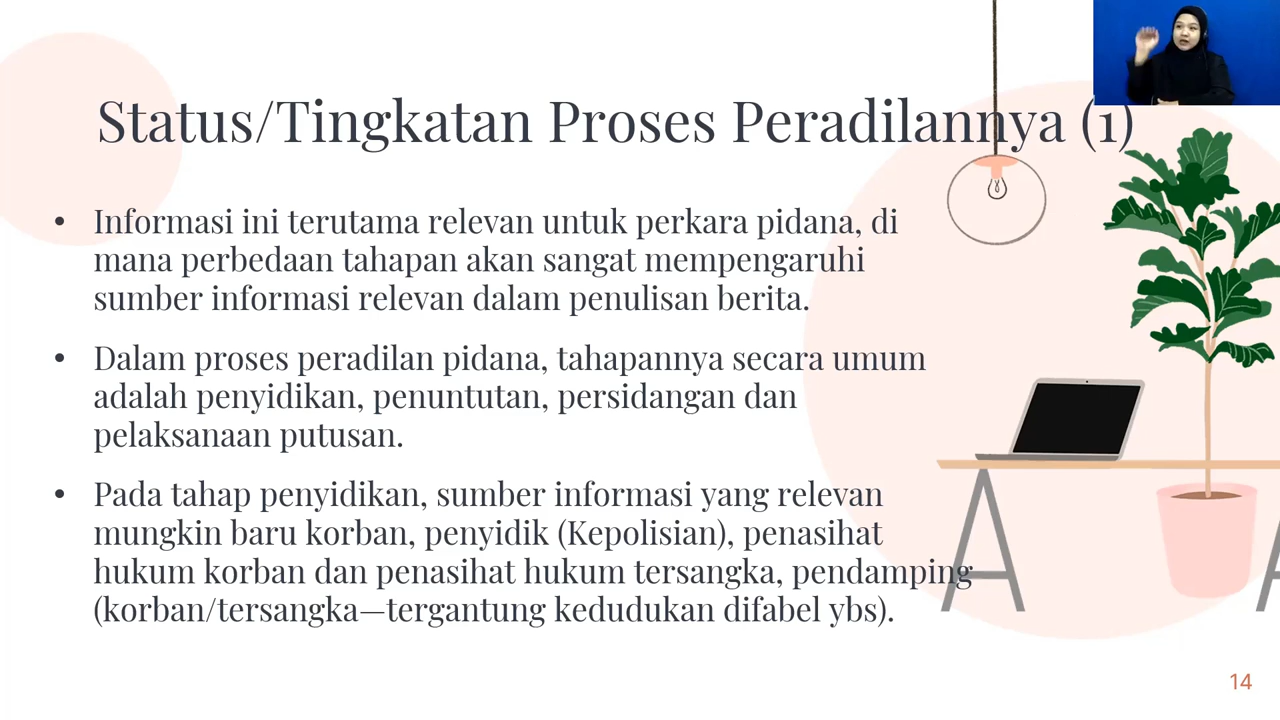 Status/Tingkatan Proses Peradilannya (1)
• Informasi ini terutama relevan untuk perkara pidana, di
mana perbedaan tahapan akan sangat mempengaruhi
sumber informasi relevan dalam penulisan berita.
• Dalam proses peradilan pidana, tahapannya secara umum
adalah penyidikan, penuntutan, persidangan dan
pelaksanaan putusan.
• Pada tahap penyidikan, sumber informasi yang relevan
mungkin baru korban, penyidik (Kepolisian), penasihat
hukum korban dan penasihat hukum tersangka, pendamping
(korban/tersangka—tergantung kedudukan difabel ybs).
14